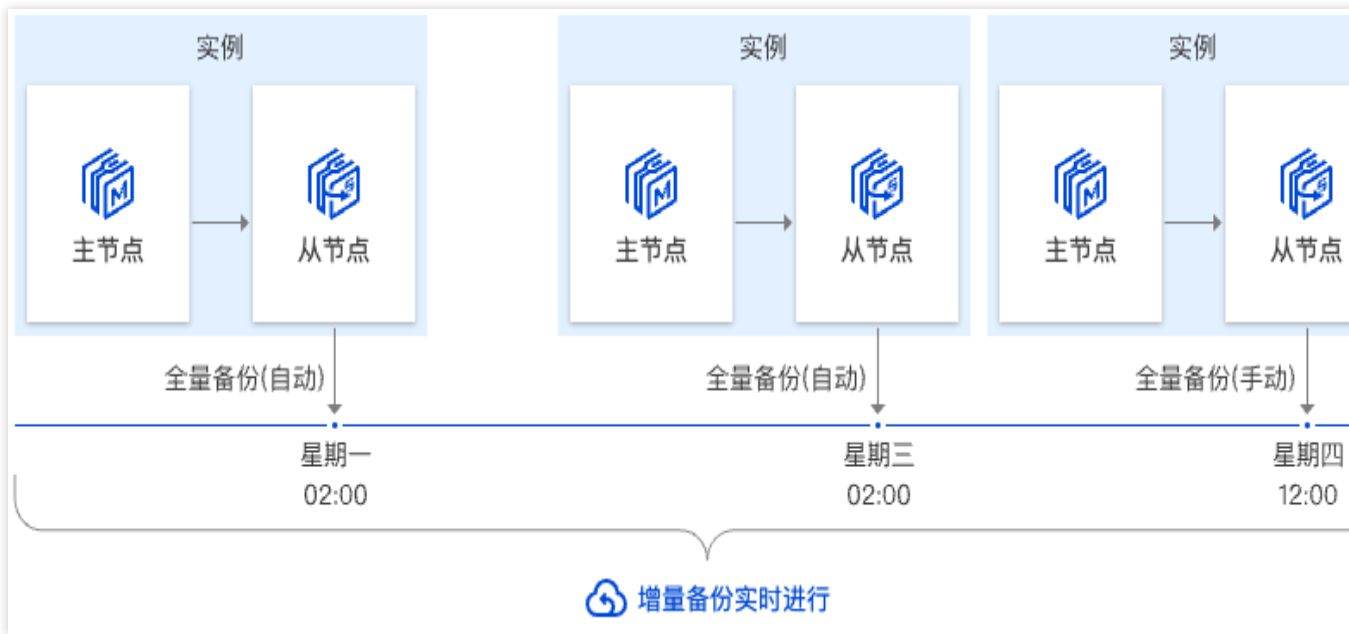 实例
实例
实例
M
主节点
S
从节点
M
主节点
S
从节点
M
主节点
S
从节点
全量备份(自动)
全量备份(自动)
全量备份(手动)
星期一
02:00
星期三
02:00
星期四
12:00
增量备份实时进行